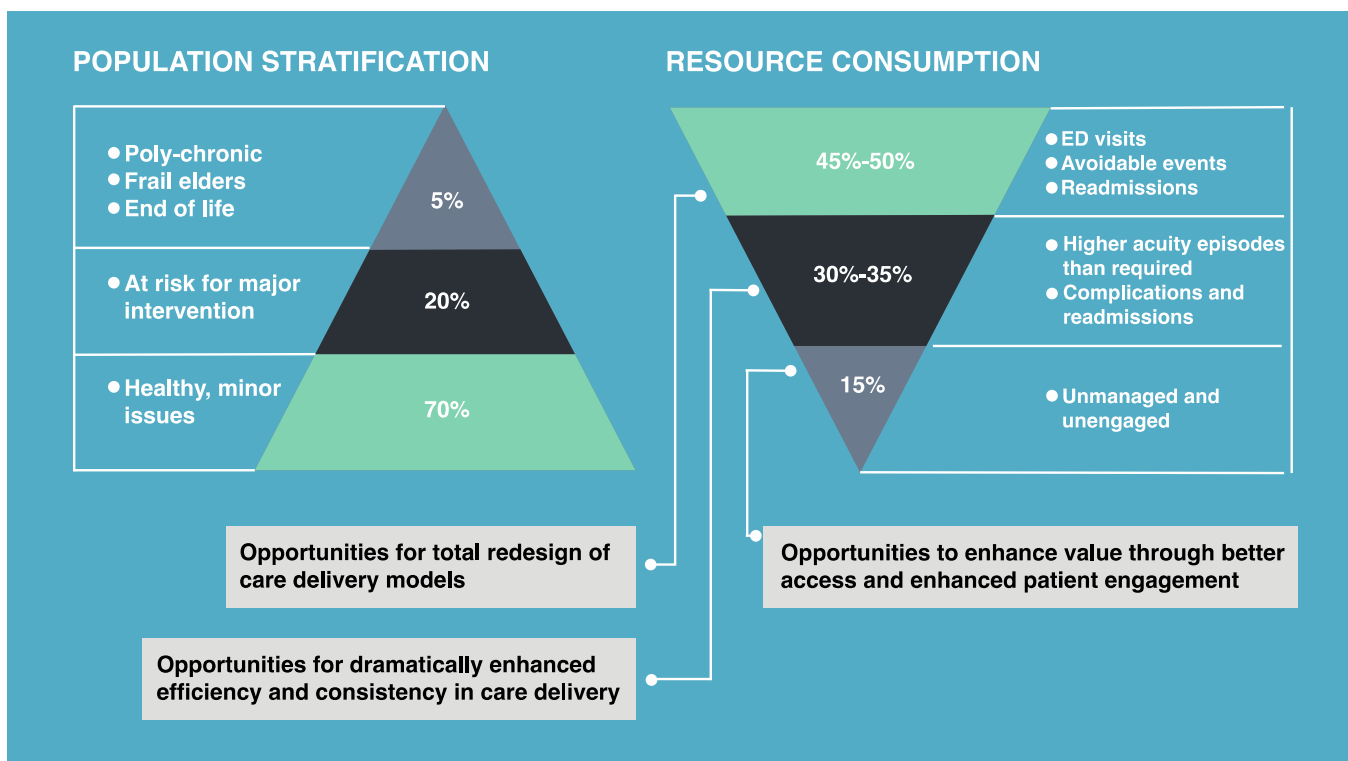 POPULATION STRATIFICATION
● Poly-chronic
● Frail elders
● End of life
5%
● At risk for major
intervention
20%
● Healthy, minor
issues
70%
RESOURCE CONSUMPTION
45%-50%
● ED visits
● Avoidable events
● Readmissions
30%-35%
● Higher acuity episodes
than required
● Complications and
readmissions
15%
● Unmanaged and
unengaged
Opportunities for total redesign of
care delivery models
Opportunities to enhance value through better
access and enhanced patient engagement
Opportunities for dramatically enhanced
efficiency and consistency in care delivery